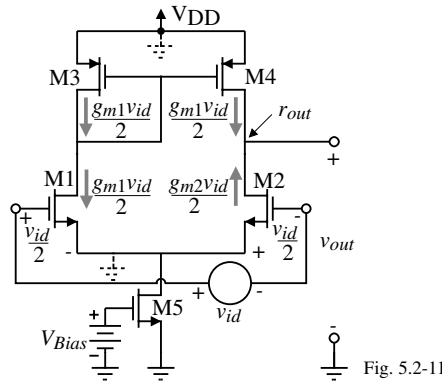 VDD
M3
M4
gm1vid
2
gm1vid
2
rout
+
M1
gm1vid
2
gm2vid
2
M2
+
vid
2
-
-
vid
2
+
vout
+
-
vid
M5
+
VBias
-
-
Fig. 5.2-11